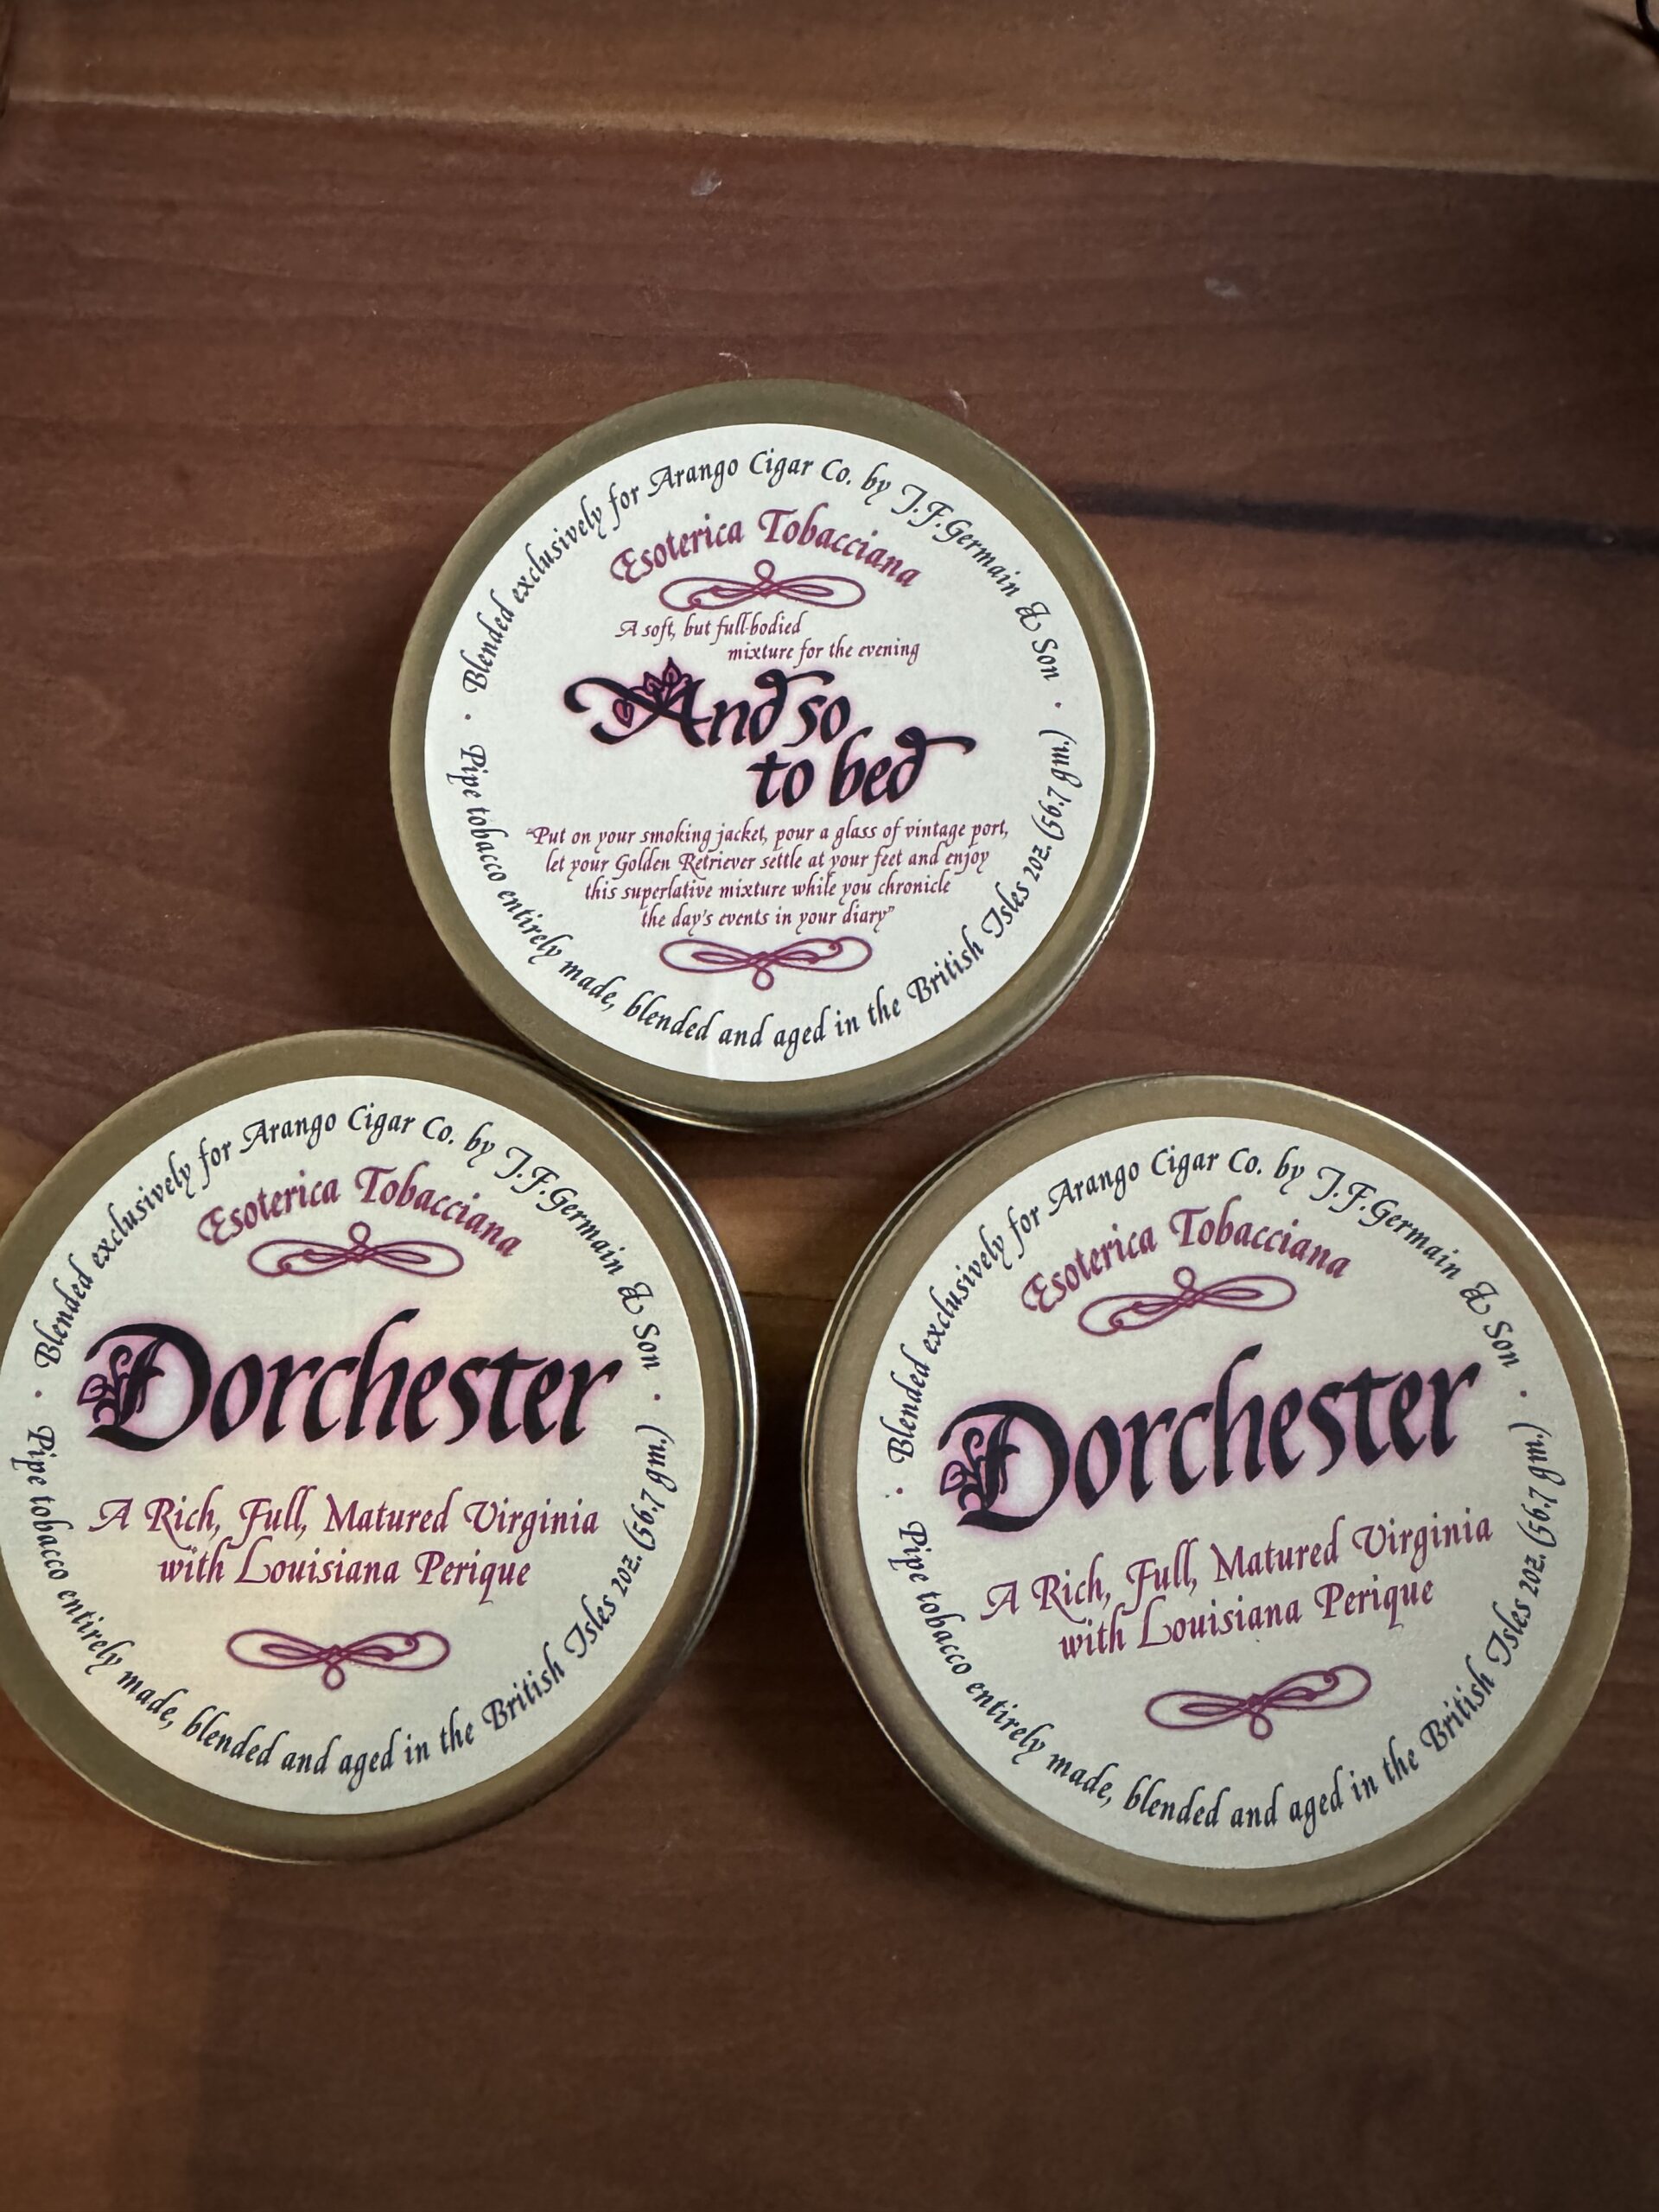 Blended exclusively for Arango Cigar Co. by J.F. Germain & Son
Esoterica Tobacciana
A soft, but full-bodied
mixture for the evening
And so
to bed
"Put on your smoking jacket, pour a glass of vintage port,
let your Golden Retriever settle at your feet and enjoy
this superlative mixture while you chronicle
the day's events in your diary"
Pipe tobacco entirely made, blended and aged in the British Isles 2oz. (56.7 gm.)
Blended exclusively for Arango Cigar Co. by J.F. Germain & Son
Esoterica Tobacciana
Dorchester
A Rich, Full, Matured Virginia
with Louisiana Perique
Pipe tobacco entirely made, blended and aged in the British Isles 2oz. (56.7 gm.)
Blended exclusively for Arango Cigar Co. by J.F. Germain & Son
Esoterica Tobacciana
Dorchester
A Rich, Full, Matured Virginia
with Louisiana Perique
Pipe tobacco entirely made, blended and aged in the British Isles 2oz. (56.7 gm.)